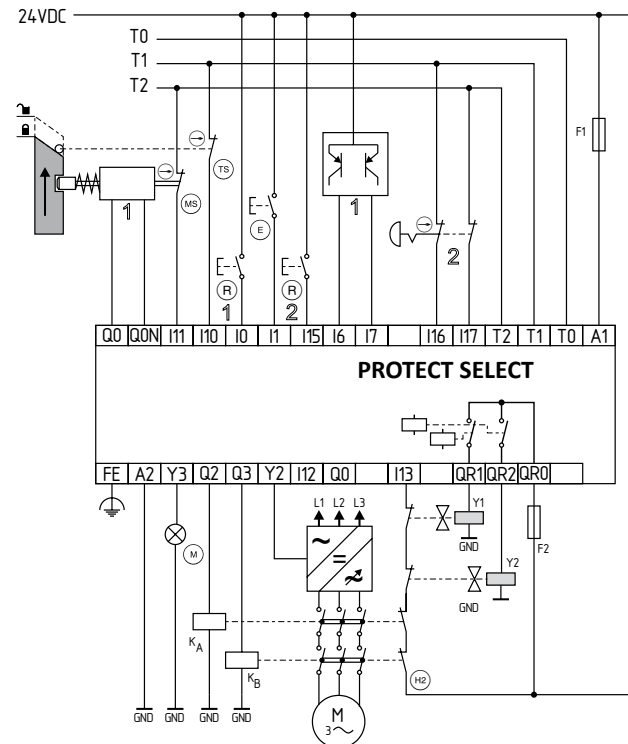 24VDC
T0
T1
T2
F1
TS
MS
1
1
E
2
R
R
1
2
Q0 Q0N I11 I10 I0 I1 I15 I6 I7 I16 I17 T2 T1 T0 A1
PROTECT SELECT
FE A2 Y3 Q2 Q3 Y2 I12 Q0 I13 QR1 QR2 QR0
L1 L2 L3
Y1
GND
F2
M
Y2
GND
KA
KB
H2
GND GND GND GND
M
3~